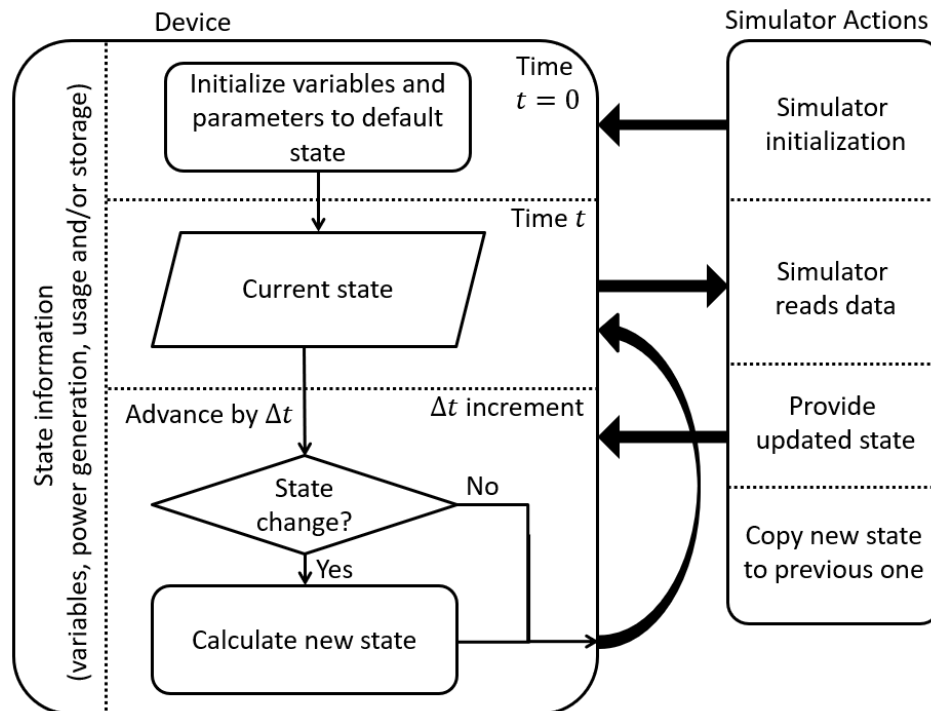 Device
Simulator Actions
State information
(variables, power generation, usage and/or storage)
Initialize variables and
parameters to default
state
Time
t = 0
Simulator
initialization
Time t
Current state
Simulator
reads data
Advance by Δt
Δt increment
Provide
updated state
State
change?
No
Yes
Calculate new state
Copy new state
to previous one